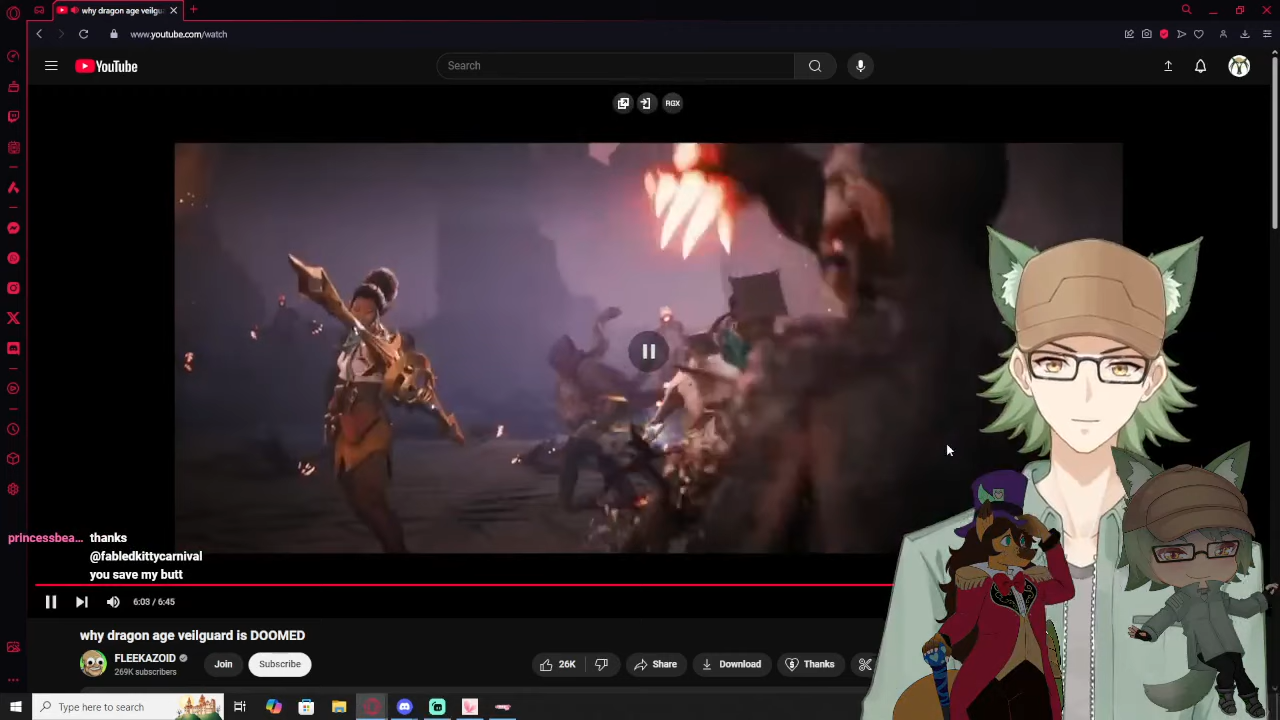 why dragon age veilgu
www.youtube.com/watch
YouTube
Search
RGX
princessbea... thanks
@fabledkittycarnival
you save my butt
6:03 / 6:45
why dragon age veilguard is DOOMED
FLEEKAZOID
269K subscribers
Join
Subscribe
26K
Share
Download
Thanks
Type here to search